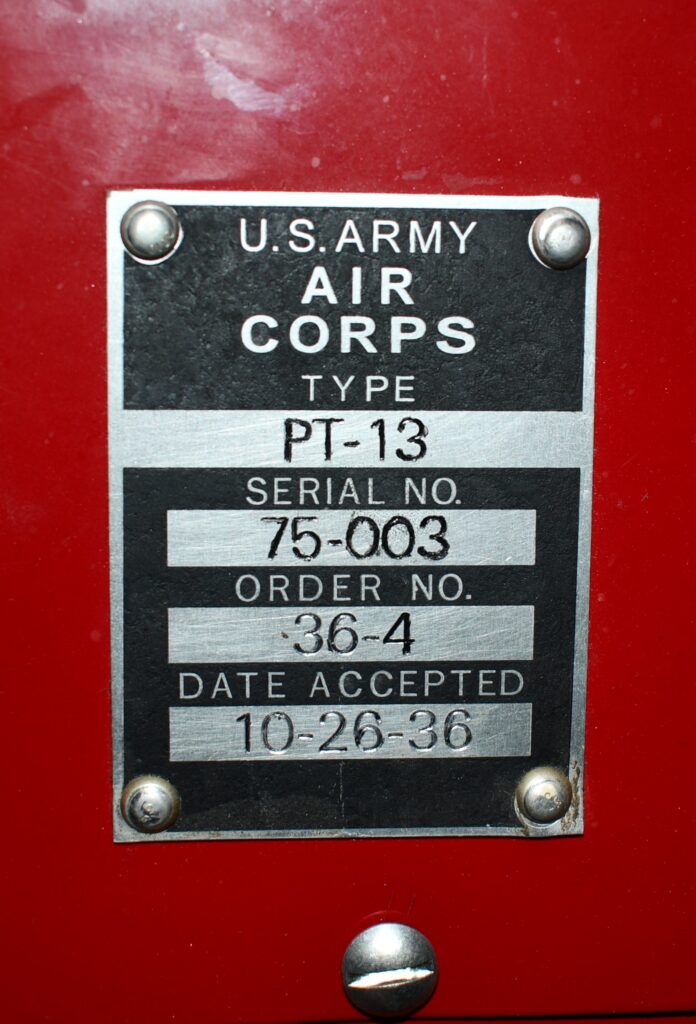 U.S. ARMY
AIR
CORPS
TYPE
PT-13
SERIAL NO.
75-003
ORDER NO.
36-4
DATE ACCEPTED
10-26-36